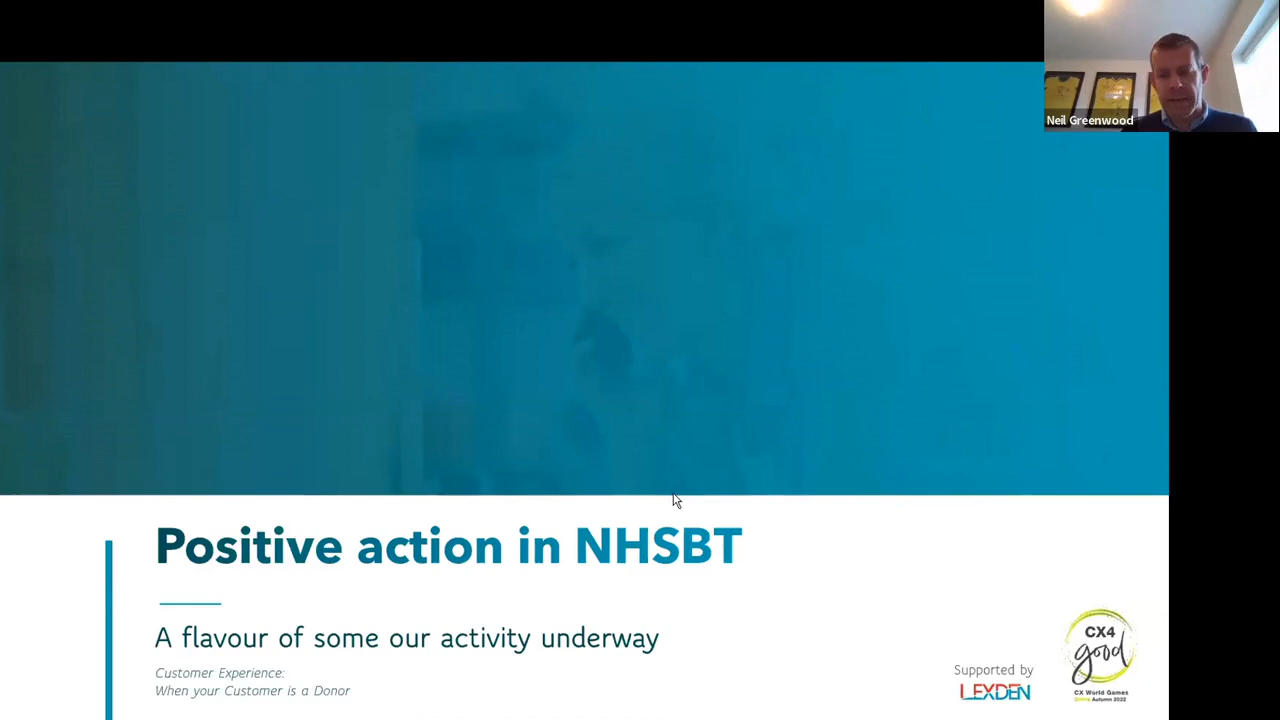 Neil Greenwood
Positive action in NHSBT
A flavour of some our activity underway
Customer Experience:
When your Customer is a Donor
Supported by
LEXDEN
CX4
good
CX World Games
Online Autumn 2022